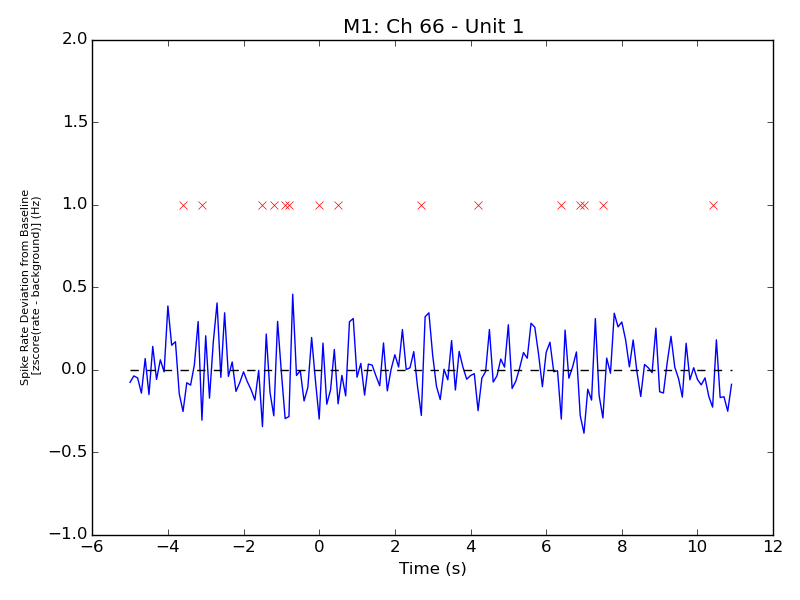 M1: Ch 66 - Unit 1
2.0
1.5
1.0
0.5
0.0
−0.5
−1.0
Spike Rate Deviation from Baseline
[zscore(rate - background)] (Hz)
−6 −4 −2 0 2 4 6 8 10 12
Time (s)